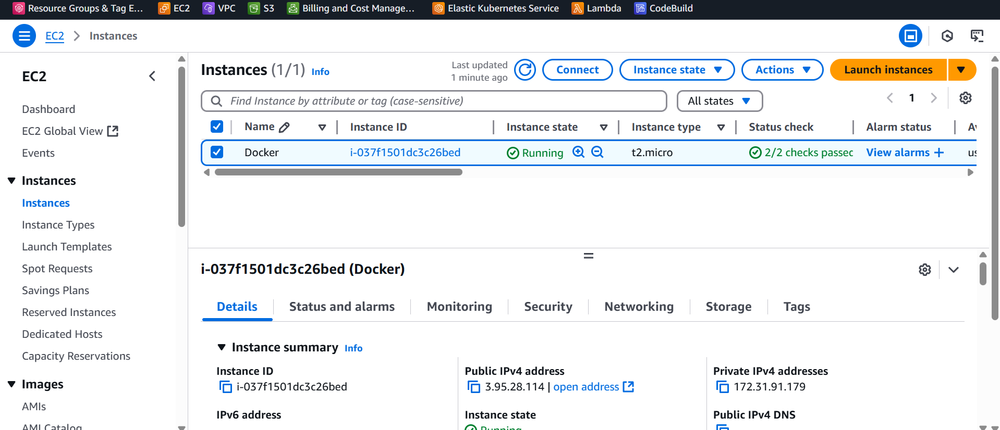 Resource Groups & Tag E... EC2 VPC S3 Billing and Cost Manage... Elastic Kubernetes Service Lambda CodeBuild
EC2 > Instances
EC2
Dashboard
EC2 Global View
Events
Instances
Instances
Instance Types
Launch Templates
Spot Requests
Savings Plans
Reserved Instances
Dedicated Hosts
Capacity Reservations
Images
AMIs
AMI Catalog
Instances (1/1) Info
Last updated
1 minute ago
Connect Instance state Actions Launch instances
Find Instance by attribute or tag (case-sensitive)
All states
1
Name Instance ID Instance state Instance type Status check Alarm status
Docker i-037f1501dc3c26bed Running t2.micro 2/2 checks passed View alarms + us
i-037f1501dc3c26bed (Docker)
Details Status and alarms Monitoring Security Networking Storage Tags
Instance summary Info
Instance ID
i-037f1501dc3c26bed
Public IPv4 address
3.95.28.114 | open address
Private IPv4 addresses
172.31.91.179
IPv6 address
Instance state
Running
Public IPv4 DNS